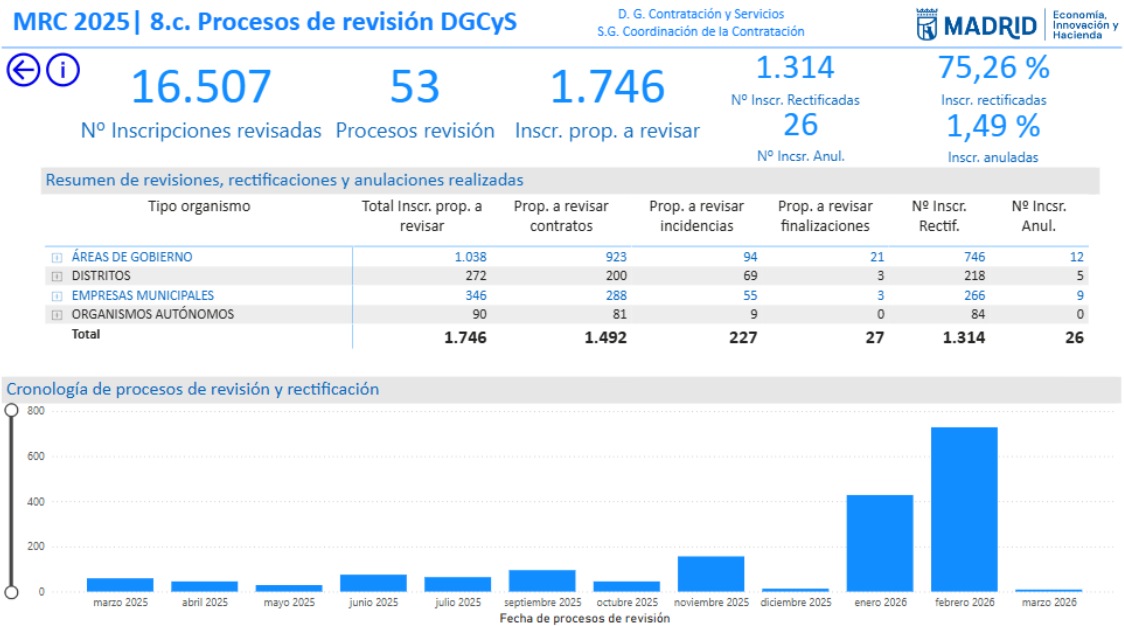 MRC 2025| 8.c. Procesos de revisión DGCyS
D. G. Contratación y Servicios
S.G. Coordinación de la Contratación
MADRID
Economía,
Innovación y
Hacienda
16.507
Nº Inscripciones revisadas
53
Procesos revisión
1.746
Inscr. prop. a revisar
1.314
Nº Inscr. Rectificadas
26
Nº Incsr. Anul.
75,26 %
Inscr. rectificadas
1,49 %
Inscr. anuladas
Resumen de revisiones, rectificaciones y anulaciones realizadas
Tipo organismo Total Inscr. prop. a revisar Prop. a revisar contratos Prop. a revisar incidencias Prop. a revisar finalizaciones Nº Inscr. Rectif. Nº Incsr. Anul.
ÁREAS DE GOBIERNO 1.038 923 94 21 746 12
DISTRITOS 272 200 69 3 218 5
EMPRESAS MUNICIPALES 346 288 55 3 266 9
ORGANISMOS AUTÓNOMOS 90 81 9 0 84 0
Total 1.746 1.492 227 27 1.314 26
Cronología de procesos de revisión y rectificación
800
600
400
200
0
marzo 2025 abril 2025 mayo 2025 junio 2025 julio 2025 septiembre 2025 octubre 2025 noviembre 2025 diciembre 2025 enero 2026 febrero 2026 marzo 2026
Fecha de procesos de revisión